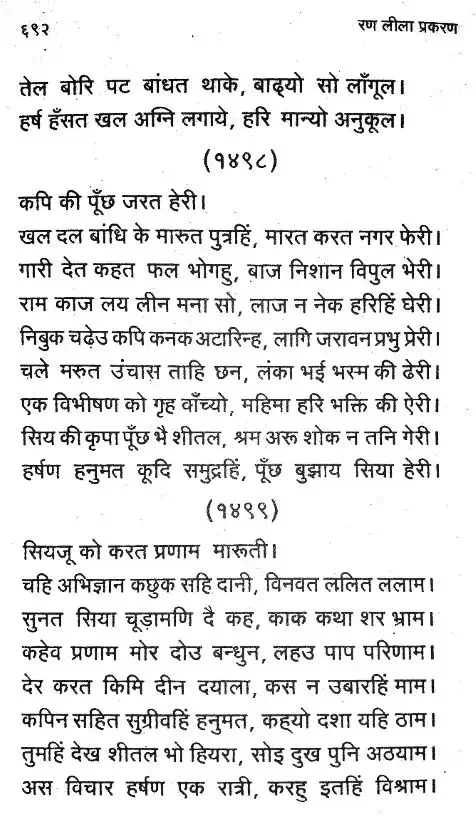 ६९२ रण लीला प्रकरण
तेल बोरि पट बांधत थाके, बाढ्यो सो लाँगूल।
हर्ष हँसत खल अग्नि लगाये, हरि मान्यो अनुकूल।
(१४९८)
कपि की पूँछ जरत हेरी।
खल दल बांधि के मारुत पुत्रहिं, मारत करत नगर फेरी।
गारी देत कहत फल भोगहु, बाज निशान विपुल भेरी।
राम काज लय लीन मना सो, लाज न नेक हरिहिं घेरी।
निबुक चढ़ेउ कपि कनक अटारिन्ह, लागि जरावन प्रभु प्रेरी।
चले मरुत उंचास ताहि छन, लंका भई भस्म की ढेरी।
एक विभीषण को गृह वाँच्यो, महिमा हरि भक्ति की ऐरी।
सिय की कृपा पूँछ भै शीतल, श्रम अरू शोक न तनि गेरी।
हर्षण हनुमत कूदि समुद्रहिं, पूँछ बुझाय सिया हेरी।
(१४९९)
सियजू को करत प्रणाम मारूती।
चहि अभिज्ञान कछुक सहि दानी, विनवत ललित ललाम।
सुनत सिया चूड़ामणि दै कह, काक कथा शर भ्राम।
कहेव प्रणाम मोर दोउ बन्धुन, लहउ पाप परिणाम।
देर करत किमि दीन दयाला, कस न उबारहिं माम।
कपिन सहित सुग्रीवहिं हनुमत, कह्यो दशा यहि ठाम।
तुमहिं देख शीतल भो हियरा, सोइ दुख पुनि अठयाम।
अस विचार हर्षण एक रात्री, करहु इतहिं विश्राम।